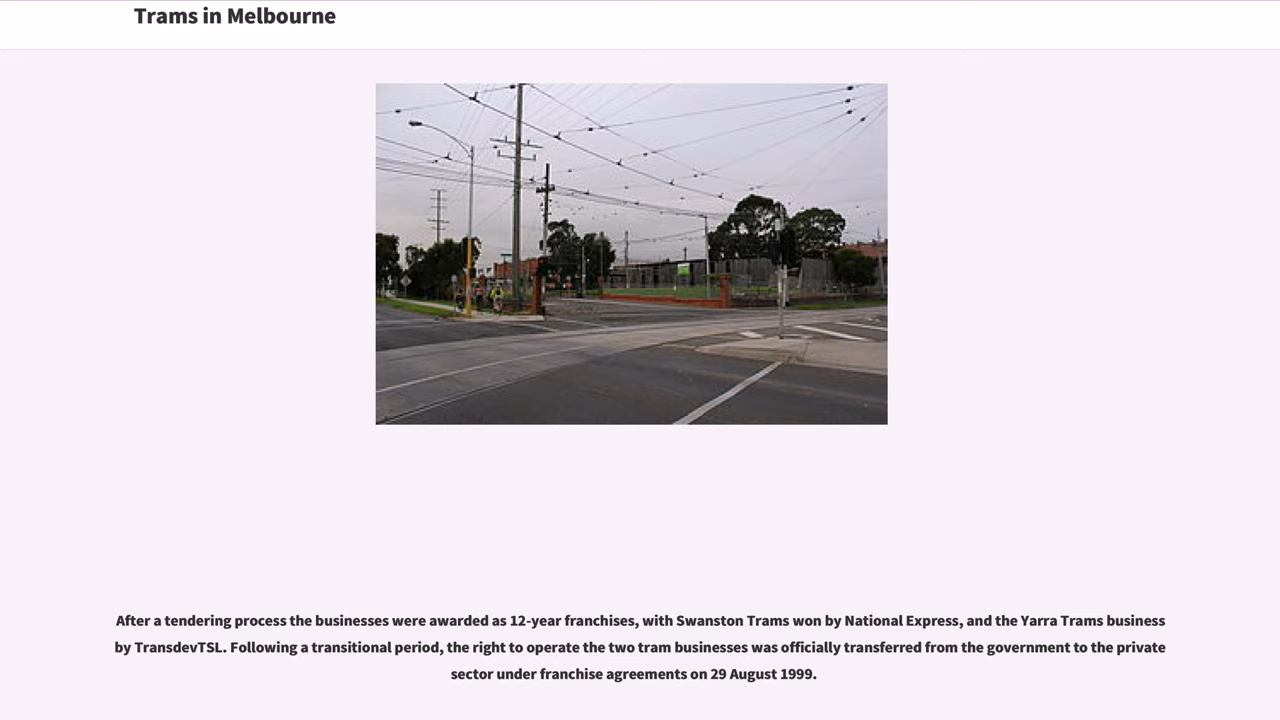 Trams in Melbourne
After a tendering process the businesses were awarded as 12-year franchises, with Swanston Trams won by National Express, and the Yarra Trams business
by TransdevTSL. Following a transitional period, the right to operate the two tram businesses was officially transferred from the government to the private
sector under franchise agreements on 29 August 1999.